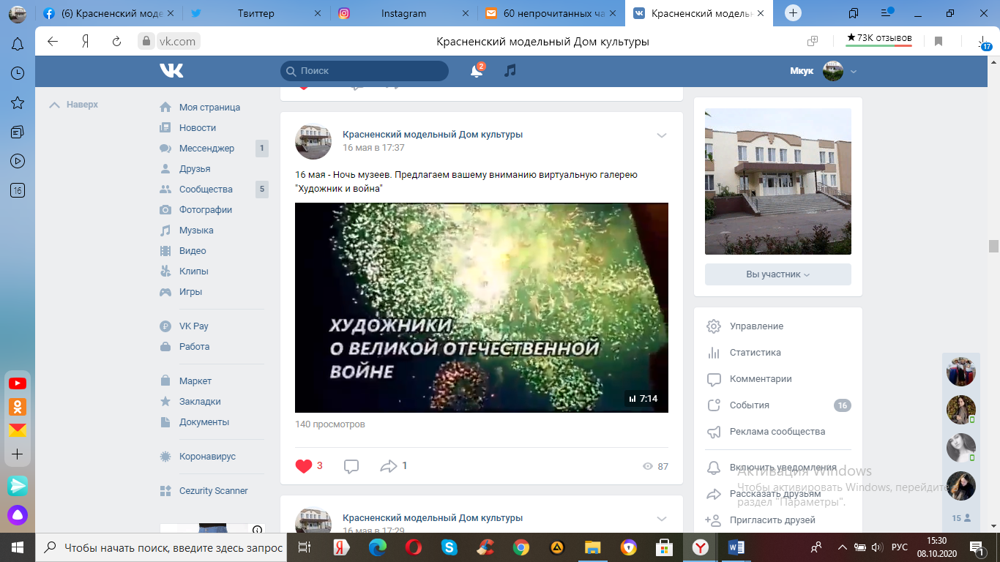 (6) Красненский моде
Твиттер
Instagram
60 непрочитанных ча
Красненский модельн
vk.com
Красненский модельный Дом культуры
★73K отзывов
17
Поиск
2
Мкук
Наверх
Моя страница
Новости
Мессенджер 1
Друзья
Сообщества 5
Фотографии
Музыка
Видео
Клипы
Игры
VK Pay
Работа
Маркет
Закладки
Документы
Коронавирус
Cezurity Scanner
16
Красненский модельный Дом культуры
16 мая в 17:37
16 мая - Ночь музеев. Предлагаем вашему вниманию виртуальную галерею
"Художник и война"
ХУДОЖНИКИ
О ВЕЛИКОЙ ОТЕЧЕСТВЕННОЙ
ВОЙНЕ
7:14
140 просмотров
3
1
87
Красненский модельный Дом культуры
16 мая в 17:29
Вы участник
Управление
Статистика
Комментарии
События 16
Реклама сообщества
Включить уведомления
Рассказать друзьям
Пригласить друзей
Активация Windows
Чтобы активировать Windows, перейдите
раздел "Параметры".
15
Чтобы начать поиск, введите здесь запрос
РУС
15:30
08.10.2020
1